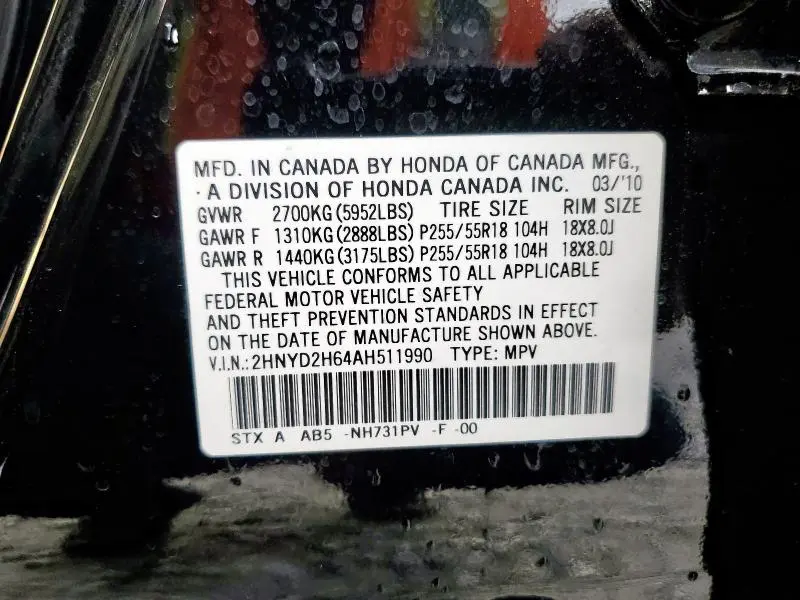 MFD. IN CANADA BY HONDA OF CANADA MFG.,
A DIVISION OF HONDA CANADA INC. 03/'10
GVWR 2700KG(5952LBS) TIRE SIZE RIM SIZE
GAWR F 1310KG(2888LBS) P255/55R18 104H 18X8.0J
GAWR R 1440KG(3175LBS) P255/55R18 104H 18X8.0J
THIS VEHICLE CONFORMS TO ALL APPLICABLE
FEDERAL MOTOR VEHICLE SAFETY
AND THEFT PREVENTION STANDARDS IN EFFECT
ON THE DATE OF MANUFACTURE SHOWN ABOVE.
V.I.N.:2HNYD2H64AH511990 TYPE: MPV
STX A AB5 -NH731PV -F -00